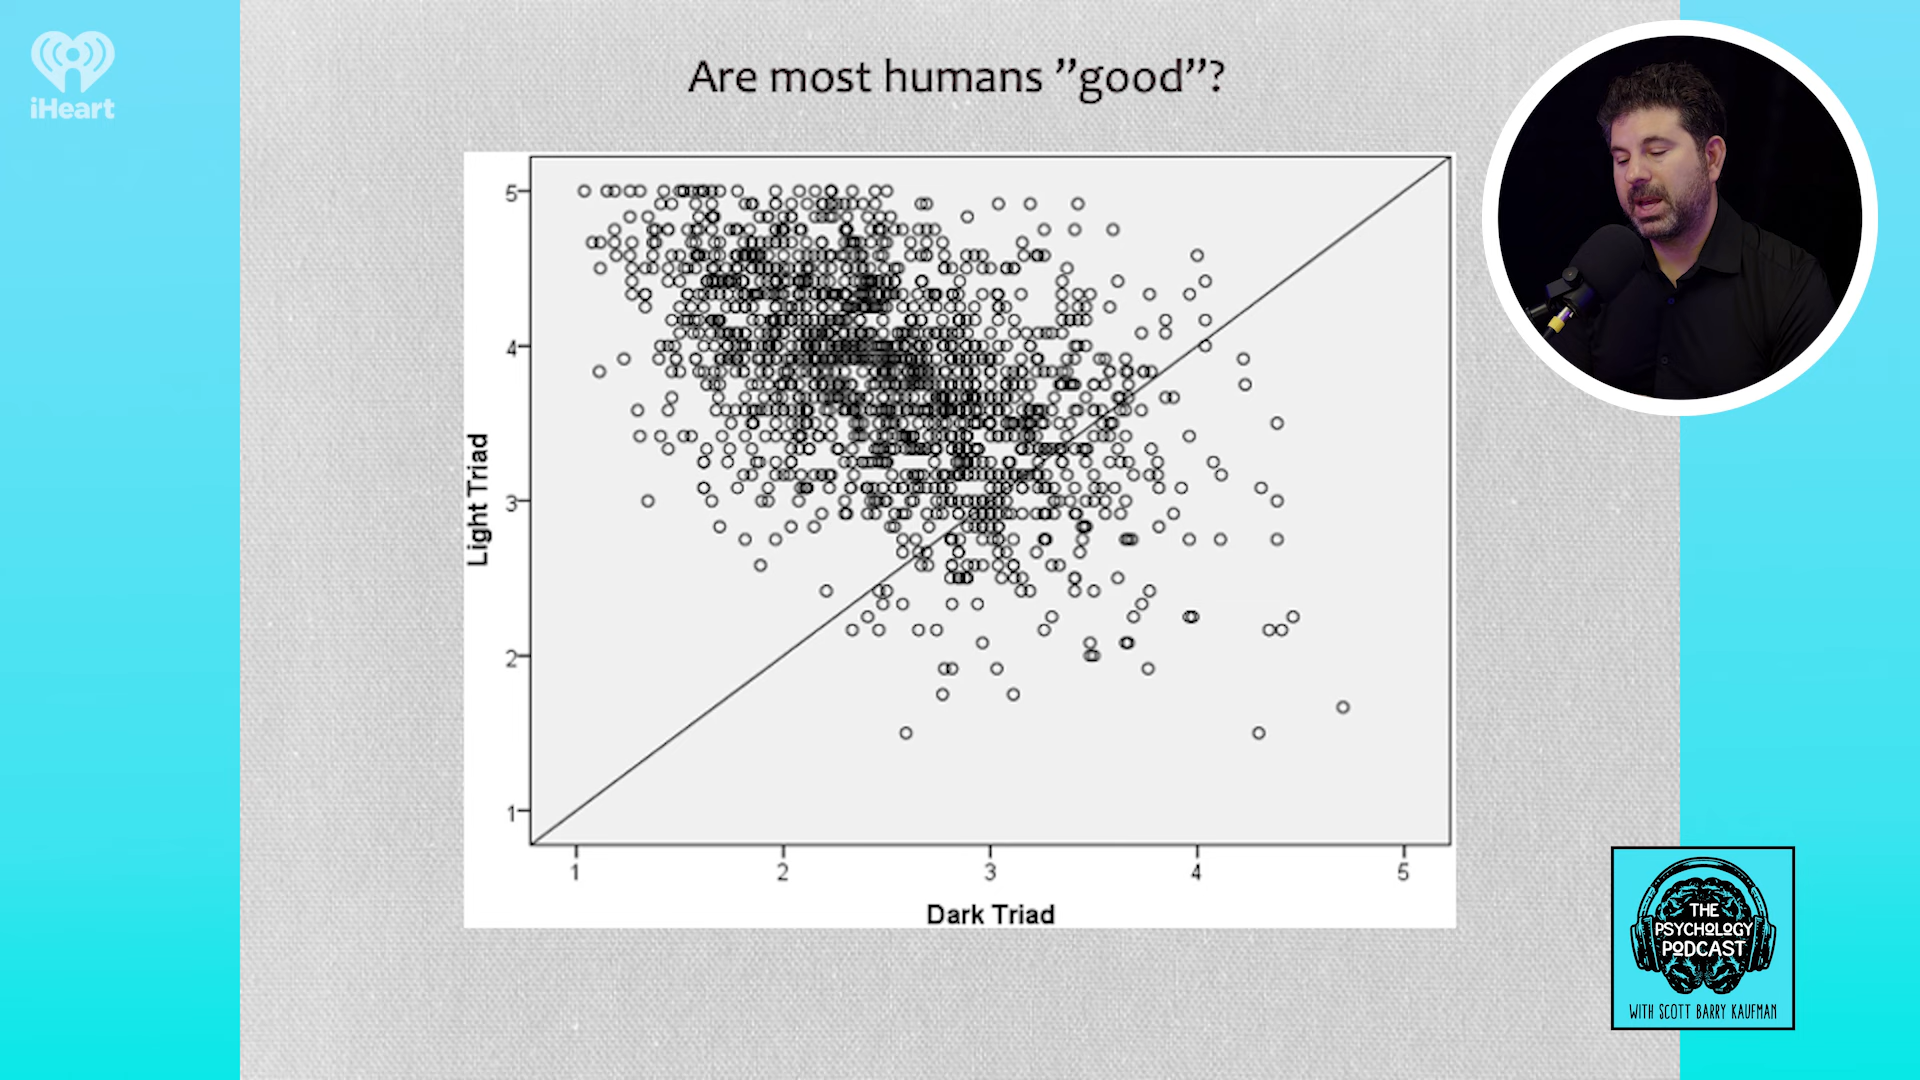 iHeart
Are most humans ”good”?
5
4
3
2
1
Light Triad
1 2 3 4 5
Dark Triad
THE
PSYCHOLOGY
PODCAST
WITH SCOTT BARRY KAUFMAN